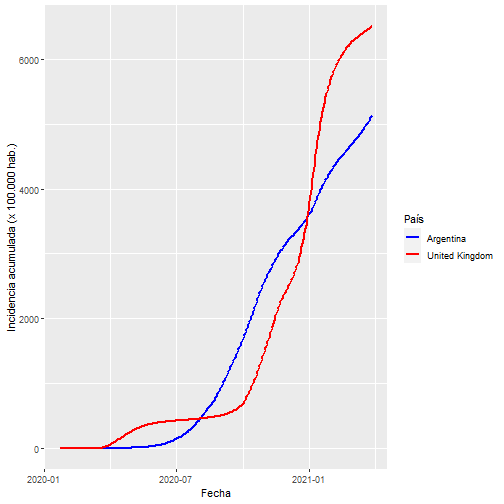 Incidencia acumulada (x 100.000 hab.)
6000
4000
2000
0
2020-01
2020-07
2021-01
Fecha
País
Argentina
United Kingdom